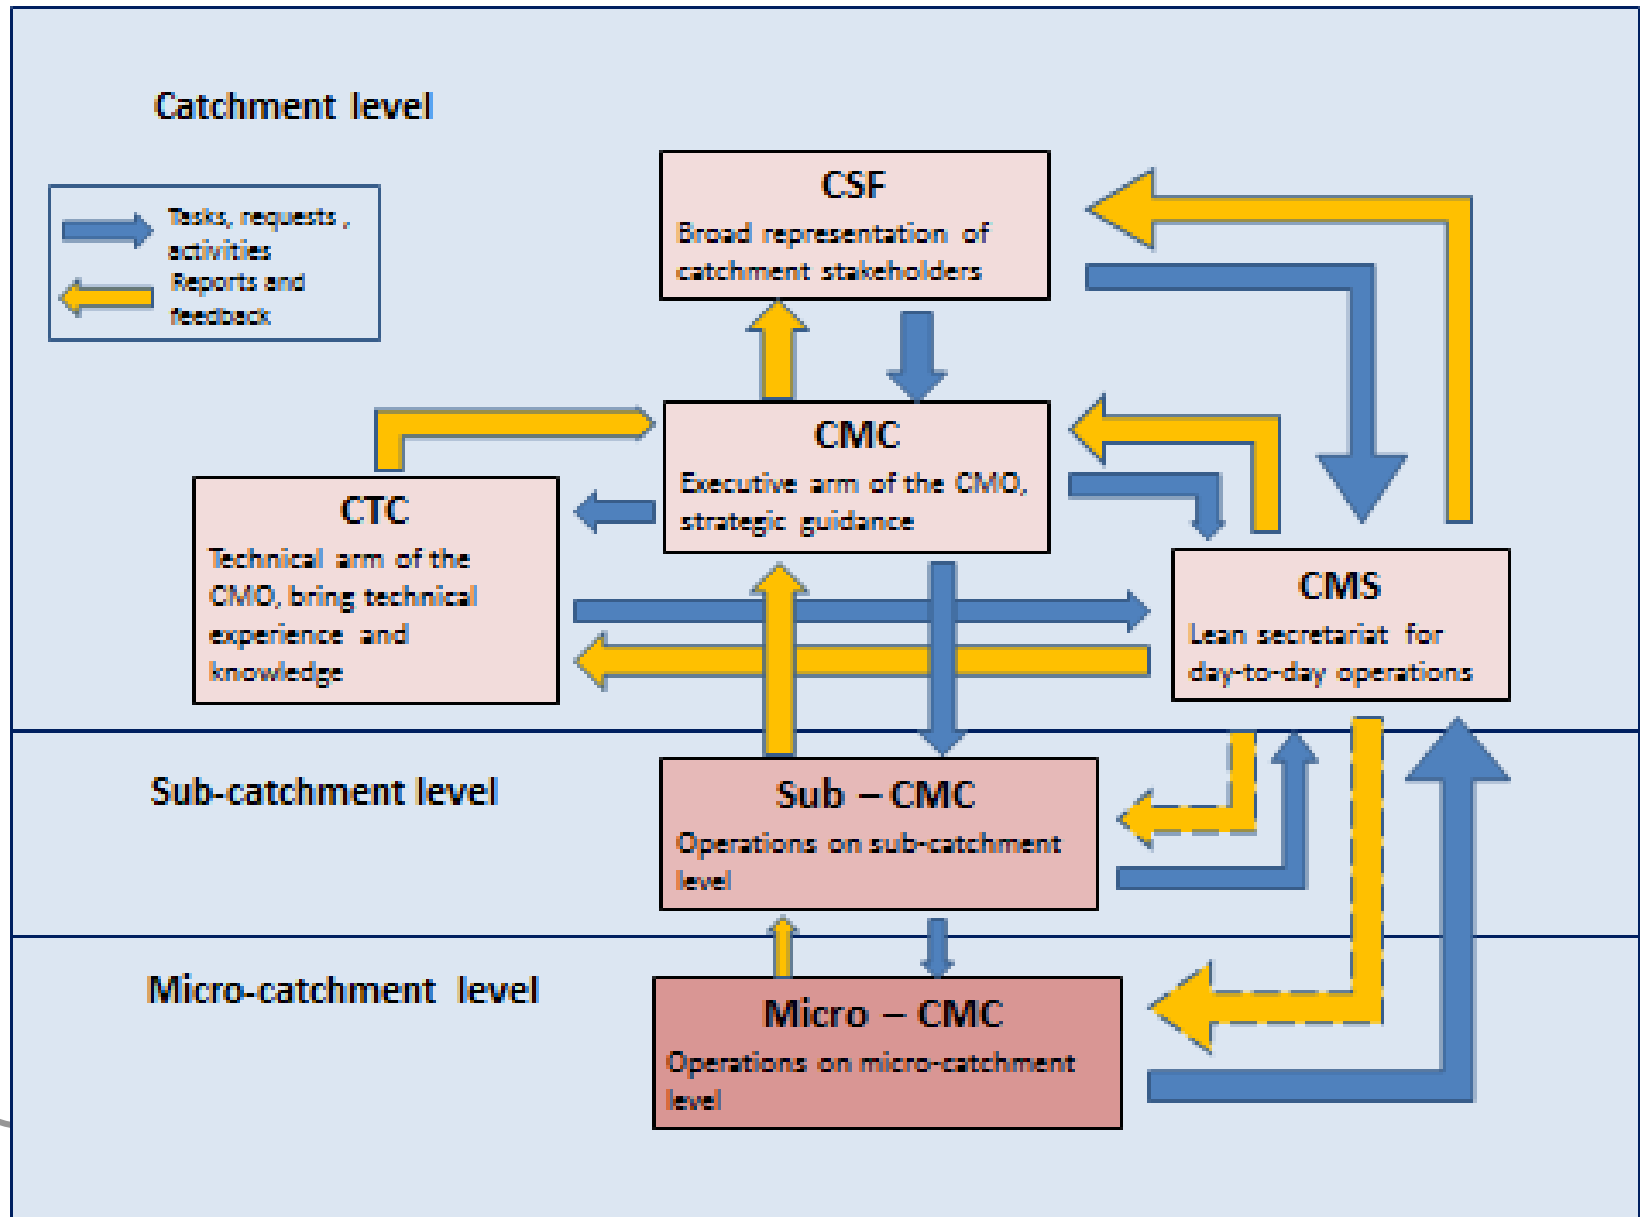 Catchment level
Tasks, requests ,
activities
Reports and
feedback
CSF
Broad representation of
catchment stakeholders
CMC
Executive arm of the CMO,
strategic guidance
CTC
Technical arm of the
CMO, bring technical
experience and
knowledge
CMS
Lean secretariat for
day-to-day operations
Sub-catchment level
Sub – CMC
Operations on sub-catchment
level
Micro-catchment level
Micro – CMC
Operations on micro-catchment
level